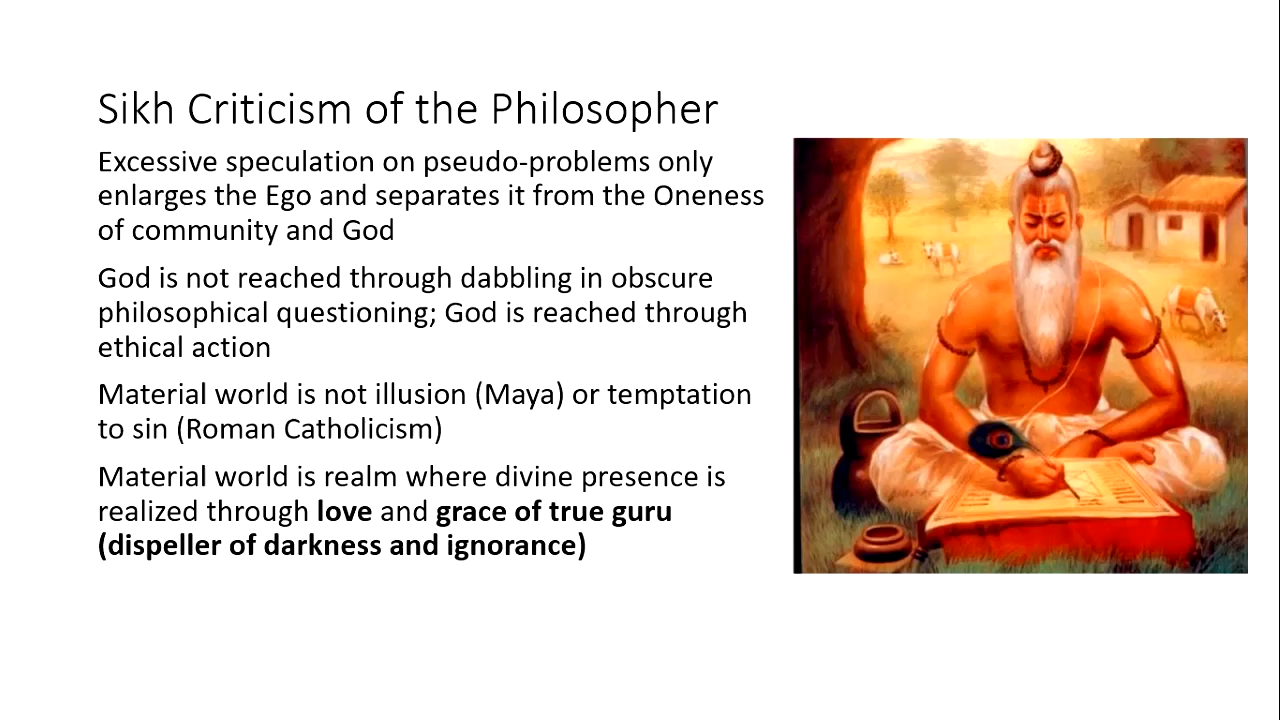 Sikh Criticism of the Philosopher
Excessive speculation on pseudo-problems only
enlarges the Ego and separates it from the Oneness
of community and God
God is not reached through dabbling in obscure
philosophical questioning; God is reached through
ethical action
Material world is not illusion (Maya) or temptation
to sin (Roman Catholicism)
Material world is realm where divine presence is
realized through love and grace of true guru
(dispeller of darkness and ignorance)